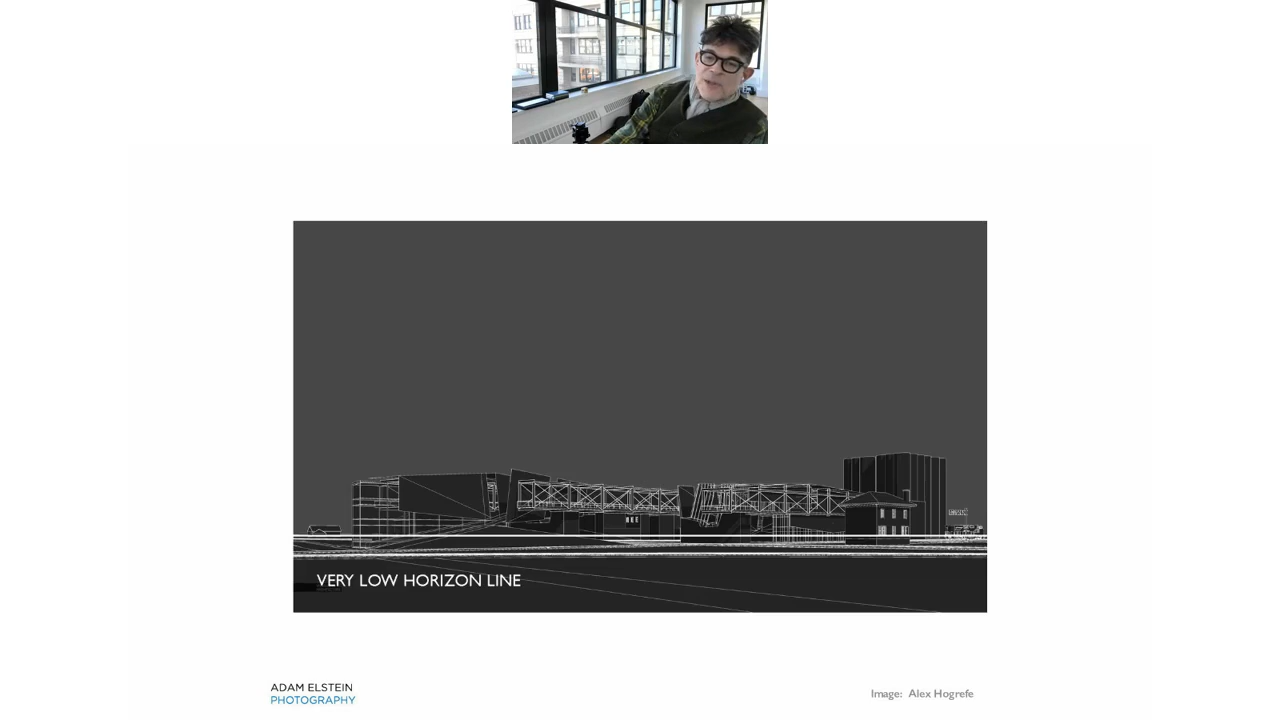 VERY LOW HORIZON LINE
ADAM ELSTEIN
PHOTOGRAPHY
Image: Alex Hogrefe